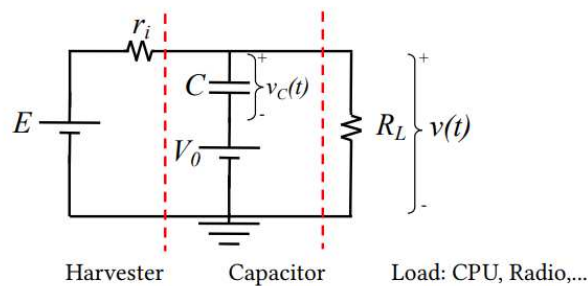 r_i
+
C
v_C(t)
-
E
V_0
R_L
+
v(t)
-
Harvester
Capacitor
Load: CPU, Radio,...